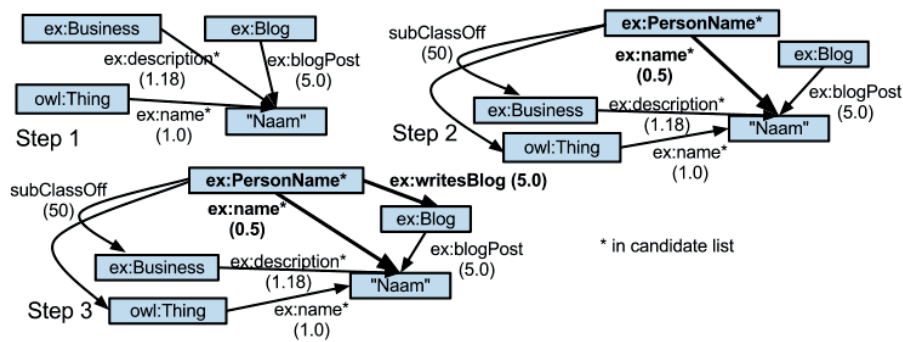 ex:Business
ex:Blog
ex:description*
(1.18)
ex:blogPost
(5.0)
owl:Thing
ex:name*
(1.0)
"Naam"
Step 1
ex:PersonName*
subClassOff
(50)
ex:name*
(0.5)
ex:Blog
ex:blogPost
(5.0)
ex:Business
ex:description*
(1.18)
"Naam"
Step 2
owl:Thing
ex:name*
(1.0)
ex:PersonName*
ex:writesBlog (5.0)
subClassOff
(50)
ex:name*
(0.5)
ex:Blog
ex:blogPost
(5.0)
ex:Business
ex:description*
(1.18)
"Naam"
Step 3
owl:Thing
ex:name*
(1.0)
* in candidate list